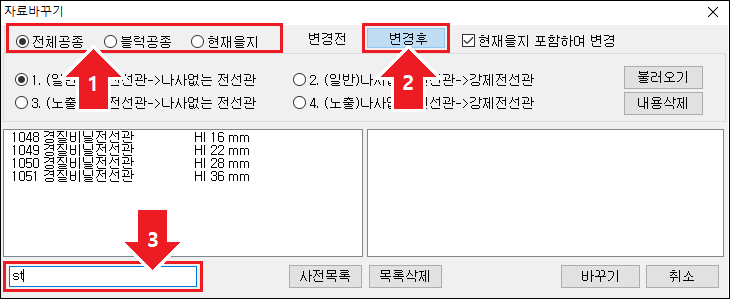 자료바꾸기
전체공종 블럭공종 현재을지 변경전 변경후 현재을지 포함하여 변경
1 2
1. (일반 전선관->나사없는 전선관 2. (일반)나사 전선관->강제전선관 불러오기
3. (노출 전선관->나사없는 전선관 4. (노출)나사없 전선관->강제전선관 내용삭제
1048 경질비닐전선관 HI 16 mm
1049 경질비닐전선관 HI 22 mm
1050 경질비닐전선관 HI 28 mm
1051 경질비닐전선관 HI 36 mm
3
st 사전목록 목록삭제 바꾸기 취소